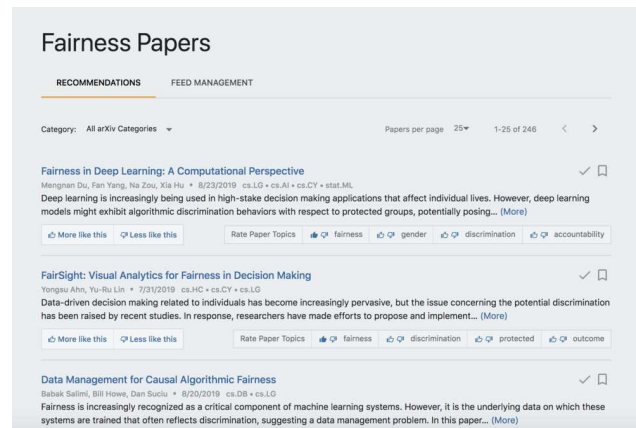 Fairness Papers
RECOMMENDATIONS FEED MANAGEMENT
Category: All arXiv Categories Papers per page 25 1-25 of 246
Fairness in Deep Learning: A Computational Perspective
Mengnan Du, Fan Yang, Na Zou, Xia Hu • 8/23/2019 cs.LG • cs.AI • cs.CY • stat.ML
Deep learning is increasingly being used in high-stake decision making applications that affect individual lives. However, deep learning
models might exhibit algorithmic discrimination behaviors with respect to protected groups, potentially posing... (More)
More like this Less like this Rate Paper Topics fairness gender discrimination accountability
FairSight: Visual Analytics for Fairness in Decision Making
Yongsu Ahn, Yu-Ru Lin • 7/31/2019 cs.HC • cs.CY • cs.LG
Data-driven decision making related to individuals has become increasingly pervasive, but the issue concerning the potential discrimination
has been raised by recent studies. In response, researchers have made efforts to propose and implement... (More)
More like this Less like this Rate Paper Topics fairness discrimination protected outcome
Data Management for Causal Algorithmic Fairness
Babak Salimi, Bill Howe, Dan Suciu • 8/20/2019 cs.DB • cs.LG
Fairness is increasingly recognized as a critical component of machine learning systems. However, it is the underlying data on which these
systems are trained that often reflects discrimination, suggesting a data management problem. In this paper... (More)